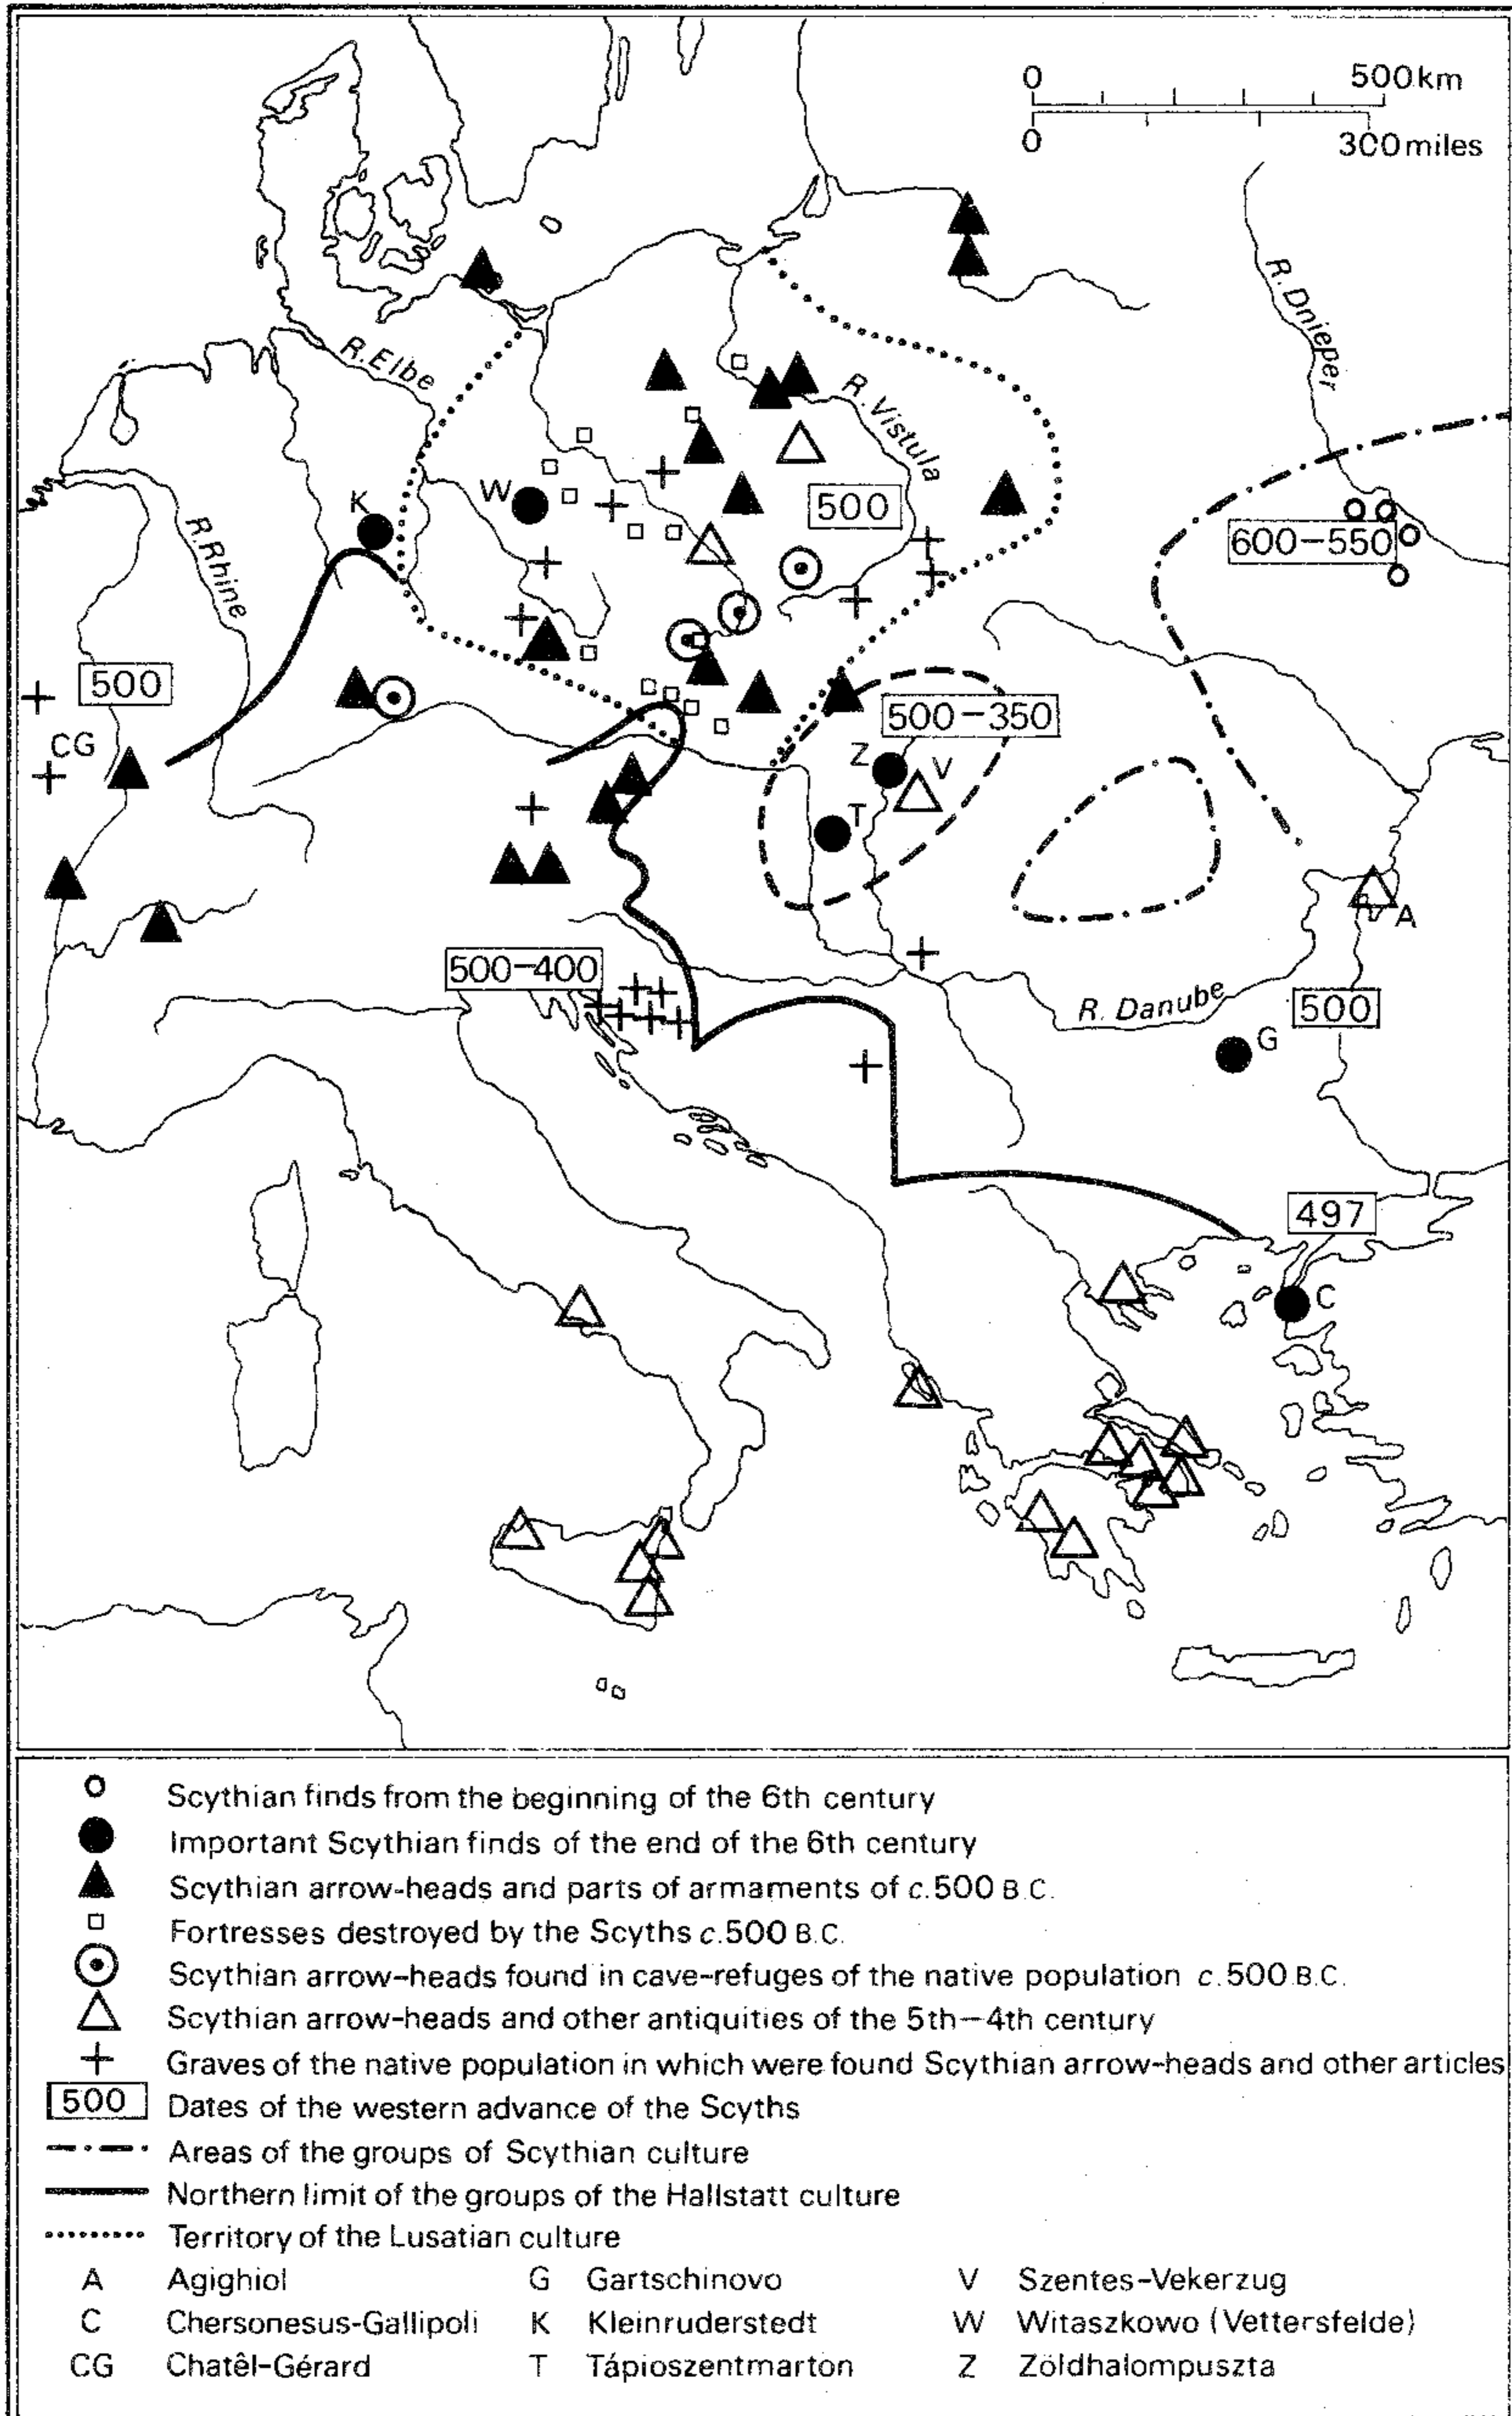 0 500 km
0 300 miles
R. Dnieper
R. Elbe
R. Vistula
W
K
500
R. Rhine
600–550
500
500–350
CG
Z
V
T
A
500–400
R. Danube
500
G
497
C
Scythian finds from the beginning of the 6th century
Important Scythian finds of the end of the 6th century
Scythian arrow-heads and parts of armaments of c.500 B.C.
Fortresses destroyed by the Scyths c.500 B.C.
Scythian arrow-heads found in cave-refuges of the native population c.500 B.C.
Scythian arrow-heads and other antiquities of the 5th–4th century
Graves of the native population in which were found Scythian arrow-heads and other articles
500 Dates of the western advance of the Scyths
Areas of the groups of Scythian culture
Northern limit of the groups of the Hallstatt culture
Territory of the Lusatian culture
A Agighiol G Gartschinovo V Szentes-Vekerzug
C Chersonesus-Gallipoli K Kleinruderstedt W Witaszkowo (Vettersfelde)
CG Chatêl-Gérard T Tápioszentmarton Z Zöldhalompuszta